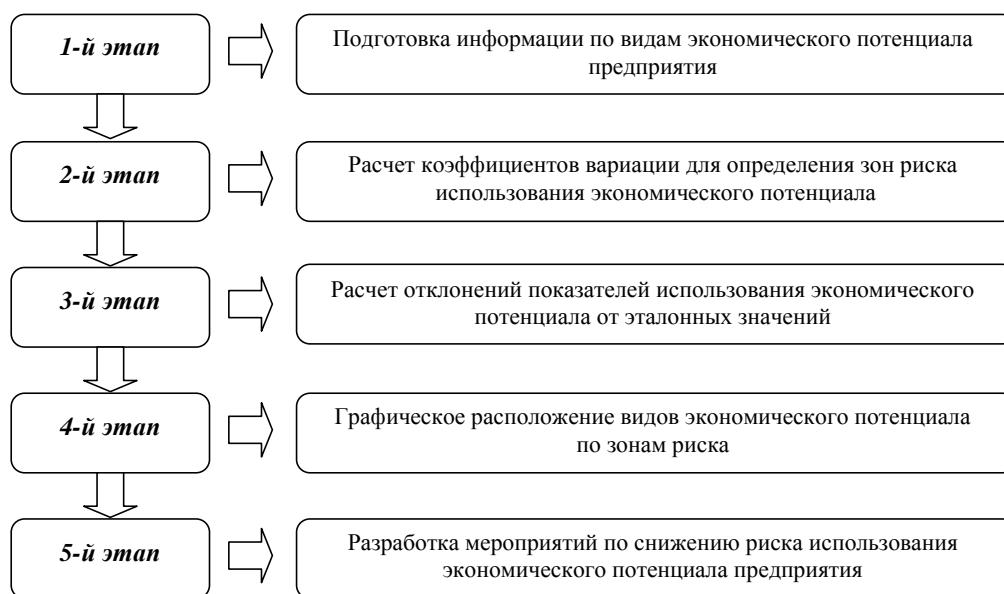 1-й этап
Подготовка информации по видам экономического потенциала
предприятия
2-й этап
Расчет коэффициентов вариации для определения зон риска
использования экономического потенциала
3-й этап
Расчет отклонений показателей использования экономического
потенциала от эталонных значений
4-й этап
Графическое расположение видов экономического потенциала
по зонам риска
5-й этап
Разработка мероприятий по снижению риска использования
экономического потенциала предприятия